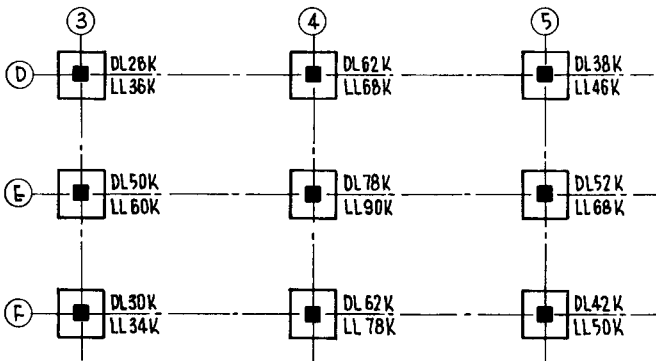 3 4 5
D DL28K DL62K DL38K
LL36K LL68K LL46K
E DL50K DL78K DL52K
LL60K LL90K LL68K
F DL30K DL62K DL42K
LL34K LL78K LL50K